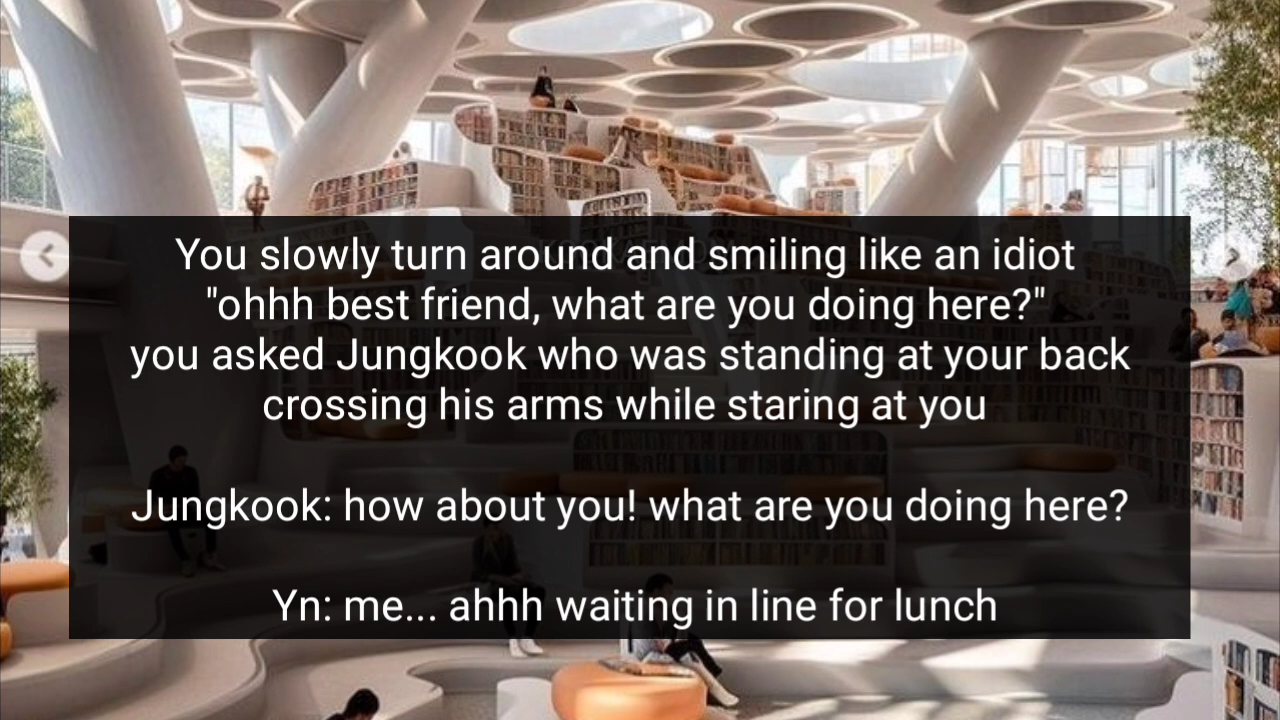 You slowly turn around and smiling like an idiot
"ohhh best friend, what are you doing here?"
you asked Jungkook who was standing at your back
crossing his arms while staring at you
Jungkook: how about you! what are you doing here?
Yn: me... ahhh waiting in line for lunch